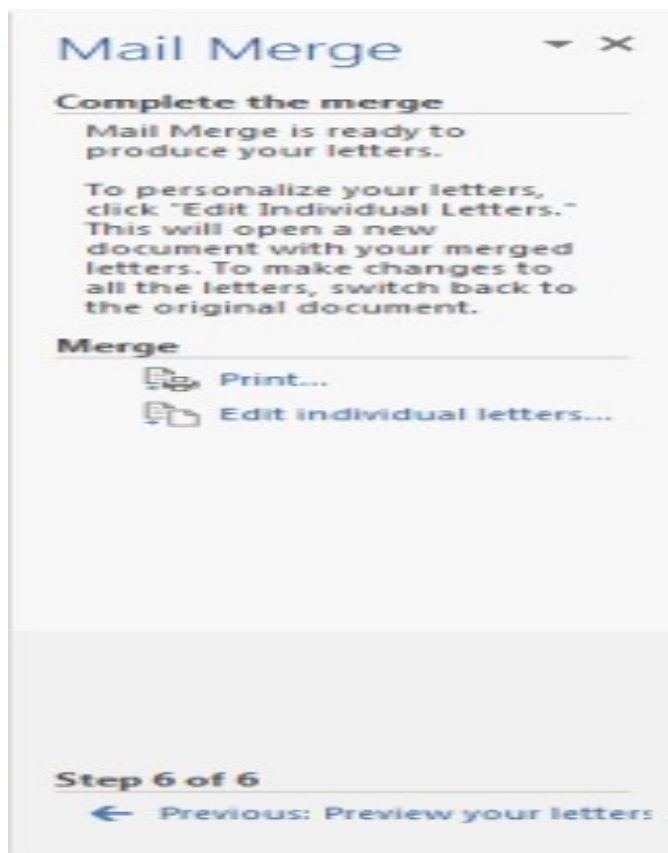 Mail Merge
Complete the merge
Mail Merge is ready to
produce your letters.
To personalize your letters,
click "Edit Individual Letters."
This will open a new
document with your merged
letters. To make changes to
all the letters, switch back to
the original document.
Merge
Print...
Edit individual letters...
Step 6 of 6
Previous: Preview your letters